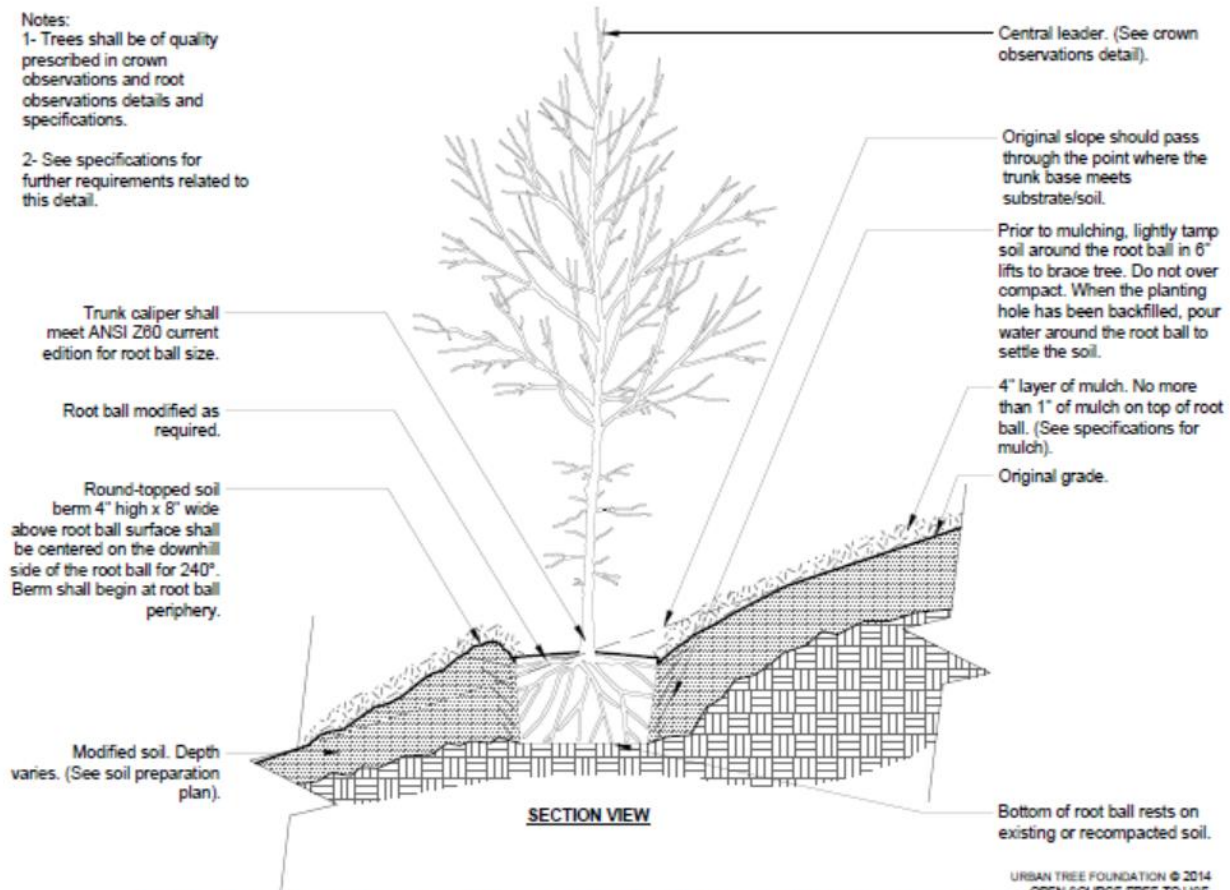 Notes:
1- Trees shall be of quality
prescribed in crown
observations and root
observations details and
specifications.
2- See specifications for
further requirements related to
this detail.
Central leader. (See crown
observations detail).
Original slope should pass
through the point where the
trunk base meets
substrate/soil.
Prior to mulching, lightly tamp
soil around the root ball in 6"
lifts to brace tree. Do not over
compact. When the planting
hole has been backfilled, pour
water around the root ball to
settle the soil.
Trunk caliper shall
meet ANSI Z60 current
edition for root ball size.
4" layer of mulch. No more
than 1" of mulch on top of root
ball. (See specifications for
mulch).
Root ball modified as
required.
Original grade.
Round-topped soil
berm 4" high x 8" wide
above root ball surface shall
be centered on the downhill
side of the root ball for 240°.
Berm shall begin at root ball
periphery.
Modified soil. Depth
varies. (See soil preparation
plan).
SECTION VIEW
Bottom of root ball rests on
existing or recompacted soil.
URBAN TREE FOUNDATION © 2014
OPEN SOURCE FREE TO USE